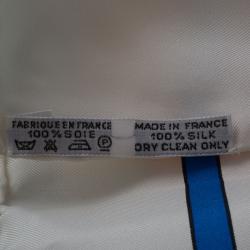 FABRIQUE EN FRANCE
100% SOIE
MADE IN FRANCE
100% SILK
DRY CLEAN ONLY